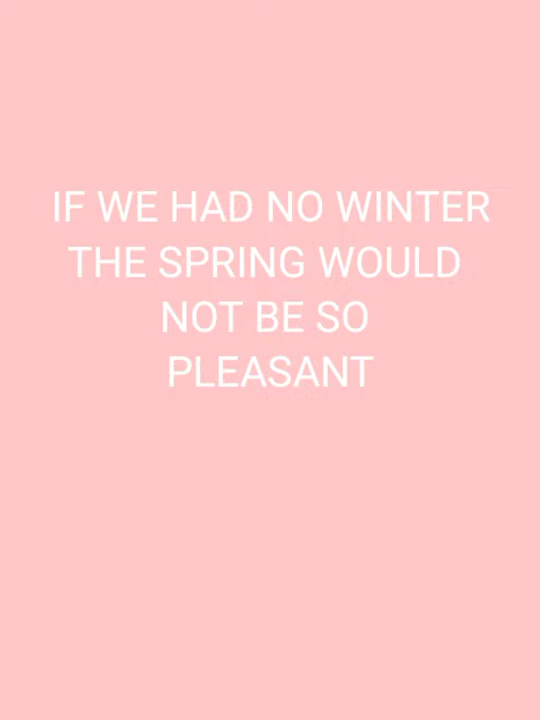 IF WE HAD NO WINTER
THE SPRING WOULD
NOT BE SO
PLEASANT